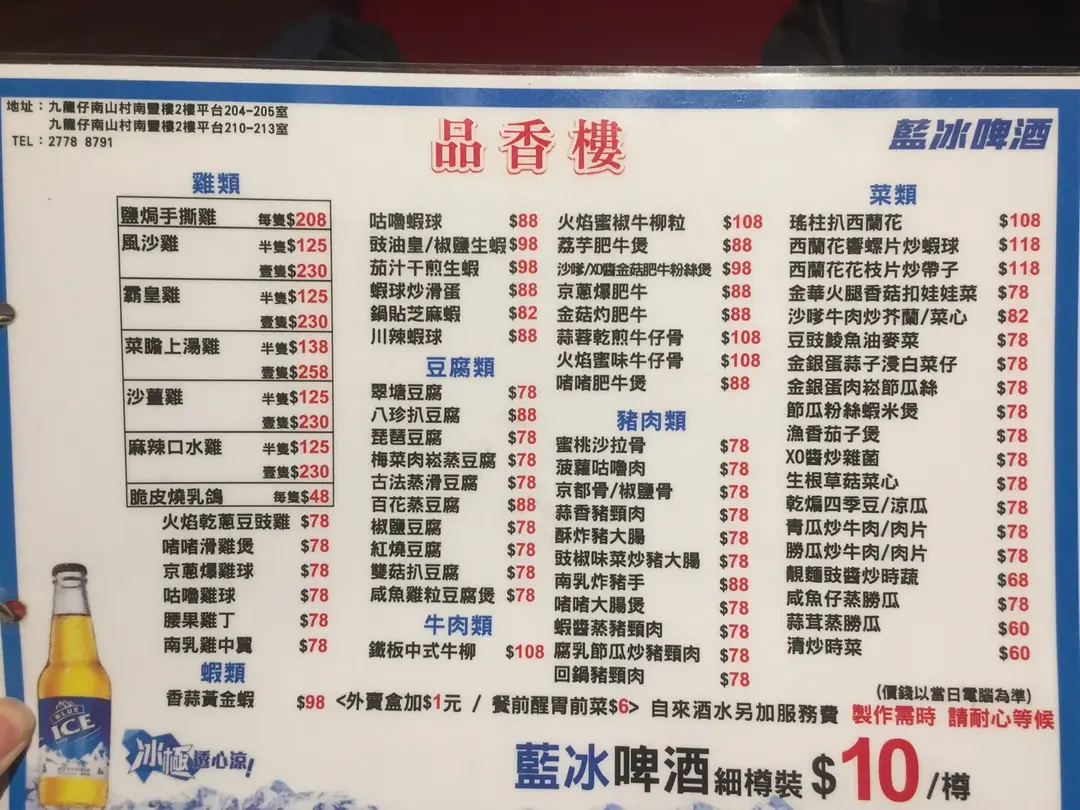 地址：九龍仔南山村南豐樓2樓平台204-205室
九龍仔南山村南豐樓2樓平台210-213室
TEL：2778 8791
品香樓
藍冰啤酒
雞類
鹽焗手撕雞 每隻$208
風沙雞 半隻$125
壹隻$230
霸皇雞 半隻$125
壹隻$230
菜膽上湯雞 半隻$138
壹隻$258
沙薑雞 半隻$125
壹隻$230
麻辣口水雞 半隻$125
壹隻$230
脆皮燒乳鴿 每隻$48
火焰乾蔥豆豉雞 $78
啫啫滑雞煲 $78
京蔥爆雞球 $78
咕嚕雞球 $78
腰果雞丁 $78
南乳雞中翼 $78
蝦類
香蒜黃金蝦 $98
咕嚕蝦球 $88
豉油皇/椒鹽生蝦 $98
茄汁干煎生蝦 $98
蝦球炒滑蛋 $88
鍋貼芝麻蝦 $82
川辣蝦球 $88
豆腐類
翠塘豆腐 $78
八珍扒豆腐 $88
琵琶豆腐 $78
梅菜肉崧蒸豆腐 $78
古法蒸滑豆腐 $78
百花蒸豆腐 $88
椒鹽豆腐 $78
紅燒豆腐 $78
雙菇扒豆腐 $78
咸魚雞粒豆腐煲 $78
牛肉類
鐵板中式牛柳 $108
火焰蜜椒牛柳粒 $108
荔芋肥牛煲 $88
沙嗲/XO醬金菇肥牛粉絲煲 $98
京蔥爆肥牛 $88
金菇灼肥牛 $88
蒜蓉乾煎牛仔骨 $108
火焰蜜味牛仔骨 $108
啫啫肥牛煲 $88
豬肉類
蜜桃沙拉骨 $78
菠蘿咕嚕肉 $78
京都骨/椒鹽骨 $78
蒜香豬頸肉 $78
酥炸豬大腸 $78
豉椒味菜炒豬大腸 $78
南乳炸豬手 $88
啫啫大腸煲 $78
蝦醬蒸豬頸肉 $78
腐乳節瓜炒豬頸肉 $78
回鍋豬頸肉 $78
菜類
瑤柱扒西蘭花 $108
西蘭花響螺片炒蝦球 $118
西蘭花花枝片炒帶子 $118
金華火腿香菇扣娃娃菜 $78
沙嗲牛肉炒芥蘭/菜心 $82
豆豉鯪魚油麥菜 $78
金銀蛋蒜子浸白菜仔 $78
金銀蛋肉崧節瓜絲 $78
節瓜粉絲蝦米煲 $78
漁香茄子煲 $78
XO醬炒雜菌 $78
生根草菇菜心 $78
乾煸四季豆/涼瓜 $78
青瓜炒牛肉/肉片 $78
勝瓜炒牛肉/肉片 $78
靚麵豉醬炒時蔬 $68
咸魚仔蒸勝瓜 $78
蒜茸蒸勝瓜 $60
清炒時菜 $60
(價錢以當日電腦為準)
<外賣盒加$1元 / 餐前醒胃前菜$6> 自來酒水另加服務費 製作需時 請耐心等候
BLUE
ICE
冰極 透心涼!
藍冰啤酒 細樽裝 $10/樽